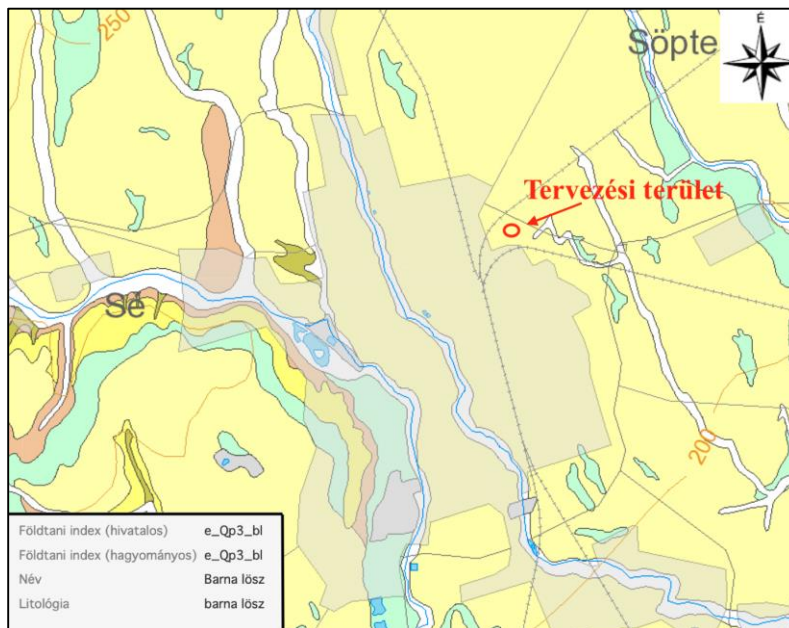 250
Söpte
É
Tervezési terület
Sé
200
Földtani index (hivatalos) e_Qp3_bl
Földtani index (hagyományos) e_Qp3_bl
Név Barna lösz
Litológia barna lösz